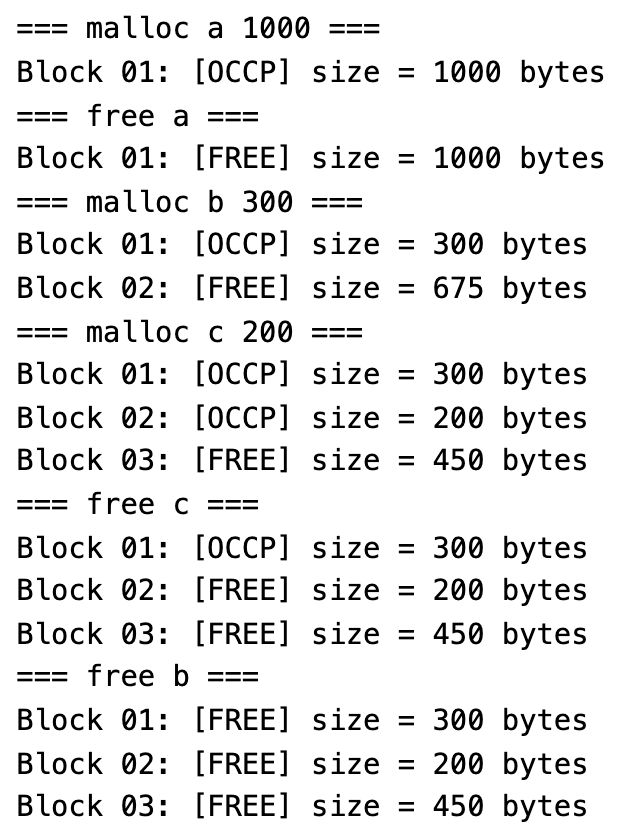 === malloc a 1000 ===
Block 01: [OCCP] size = 1000 bytes
=== free a ===
Block 01: [FREE] size = 1000 bytes
=== malloc b 300 ===
Block 01: [OCCP] size = 300 bytes
Block 02: [FREE] size = 675 bytes
=== malloc c 200 ===
Block 01: [OCCP] size = 300 bytes
Block 02: [OCCP] size = 200 bytes
Block 03: [FREE] size = 450 bytes
=== free c ===
Block 01: [OCCP] size = 300 bytes
Block 02: [FREE] size = 200 bytes
Block 03: [FREE] size = 450 bytes
=== free b ===
Block 01: [FREE] size = 300 bytes
Block 02: [FREE] size = 200 bytes
Block 03: [FREE] size = 450 bytes